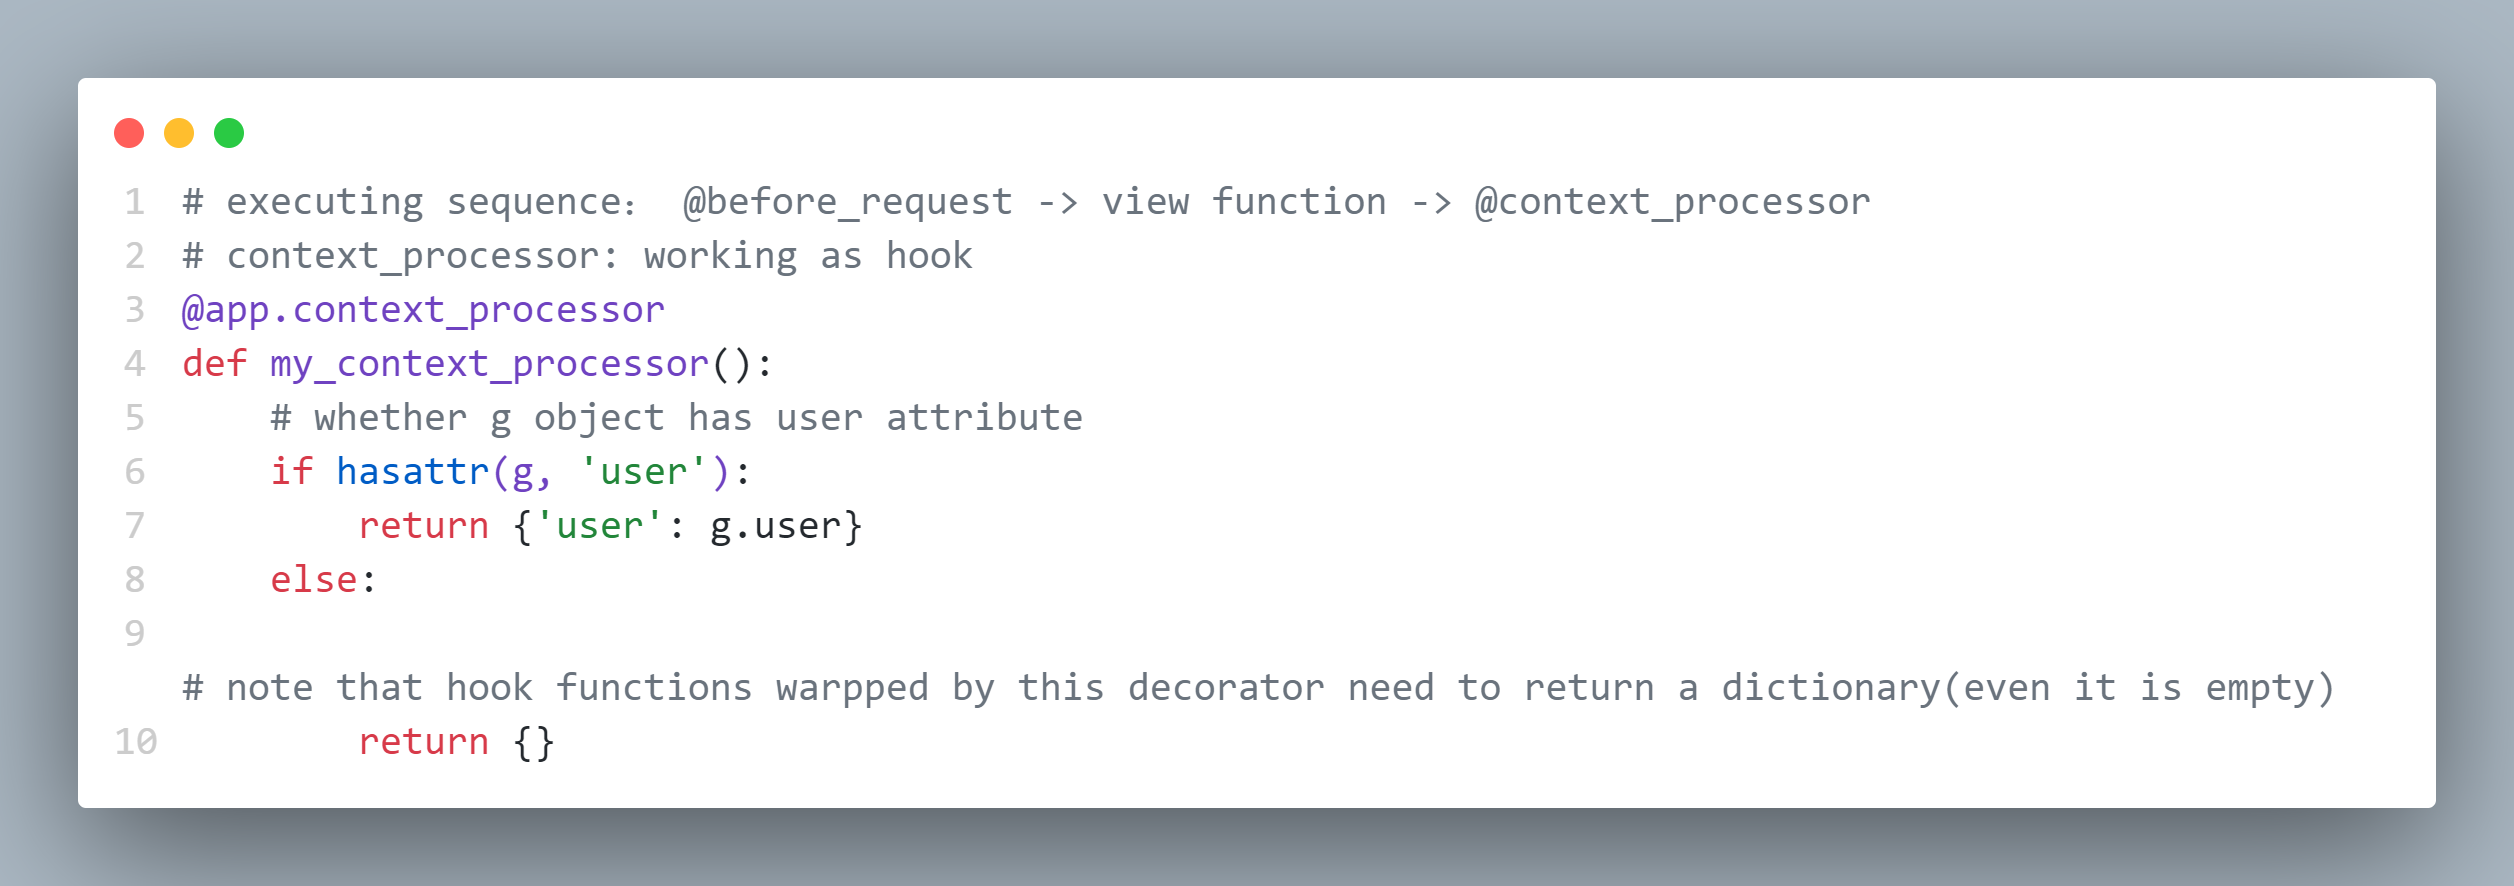 1 # executing sequence： @before_request -> view function -> @context_processor
2 # context_processor: working as hook
3 @app.context_processor
4 def my_context_processor():
5     # whether g object has user attribute
6     if hasattr(g, 'user'):
7         return {'user': g.user}
8     else:
9
# note that hook functions warpped by this decorator need to return a dictionary(even it is empty)
10         return {}